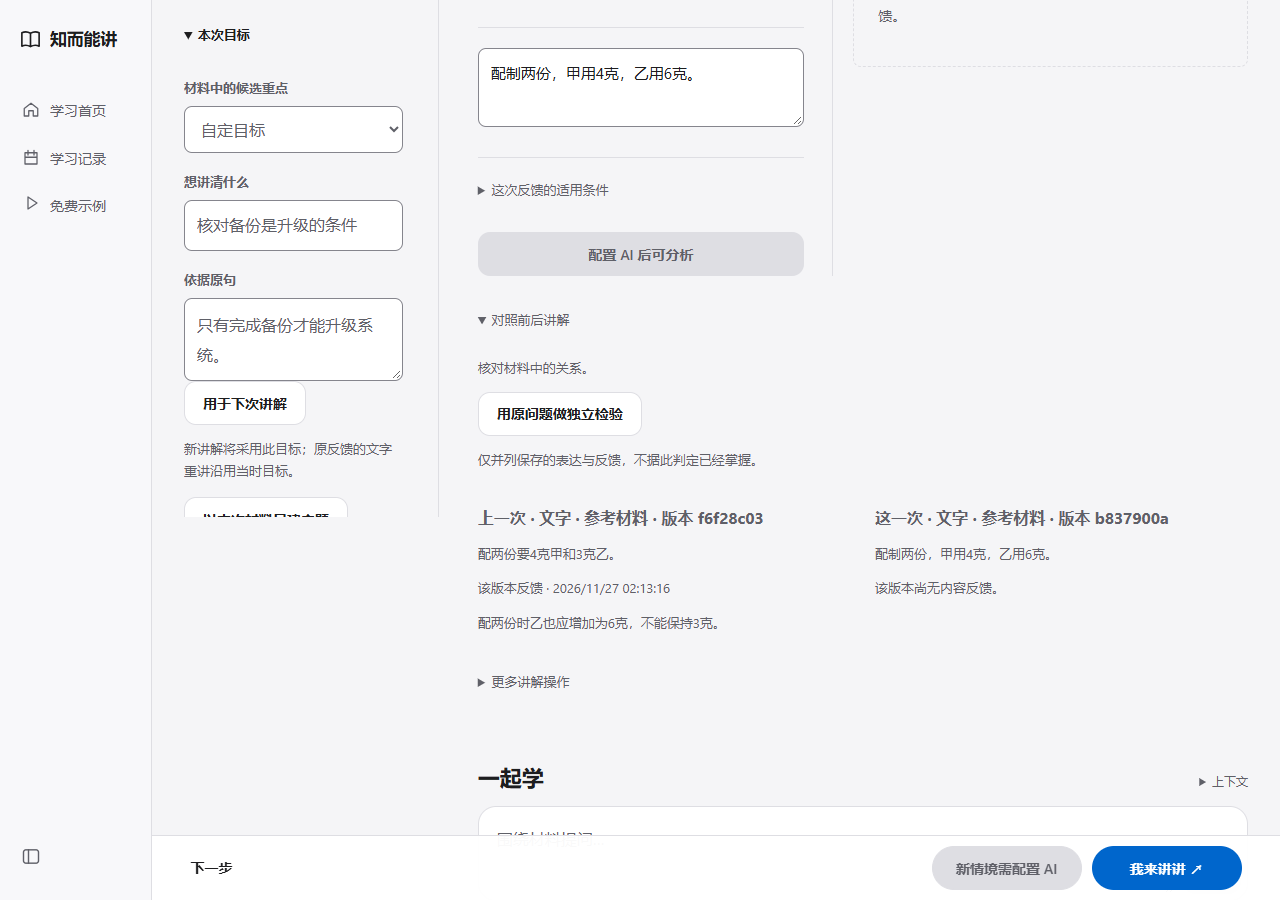 知而能讲
学习首页
学习记录
免费示例
本次目标
材料中的候选重点
自定目标
想讲清什么
核对备份是升级的条件
依据原句
只有完成备份才能升级系
统。
用于下次讲解
新讲解将采用此目标；原反馈的文字
重讲沿用当时目标。
配制两份，甲用4克，乙用6克。
这次反馈的适用条件
配置 AI 后可分析
对照前后讲解
核对材料中的关系。
用原问题做独立检验
仅并列保存的表达与反馈，不据此判定已经掌握。
上一次 · 文字 · 参考材料 · 版本 f6f28c03
配两份要4克甲和3克乙。
该版本反馈 · 2026/11/27 02:13:16
配两份时乙也应增加为6克，不能保持3克。
这一次 · 文字 · 参考材料 · 版本 b837900a
配制两份，甲用4克，乙用6克。
该版本尚无内容反馈。
更多讲解操作
馈。
一起学
上下文
下一步
新情境需配置 AI
我来讲讲 ↗